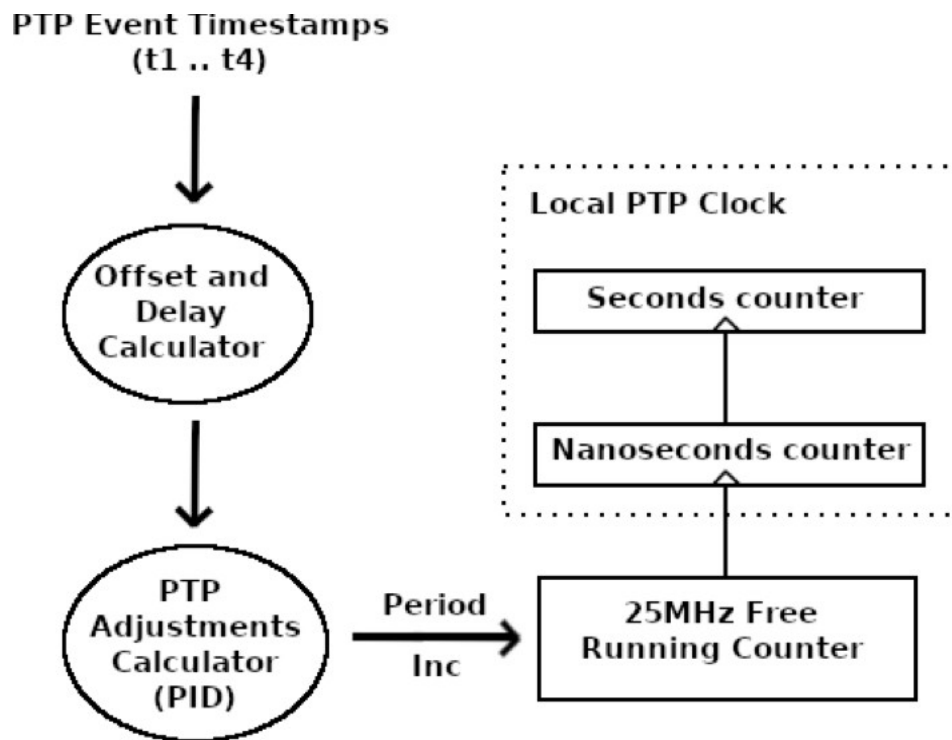 PTP Event Timestamps
(t1 .. t4)
Offset and
Delay
Calculator
PTP
Adjustments
Calculator
(PID)
Period
Inc
Local PTP Clock
Seconds counter
Nanoseconds counter
25MHz Free
Running Counter